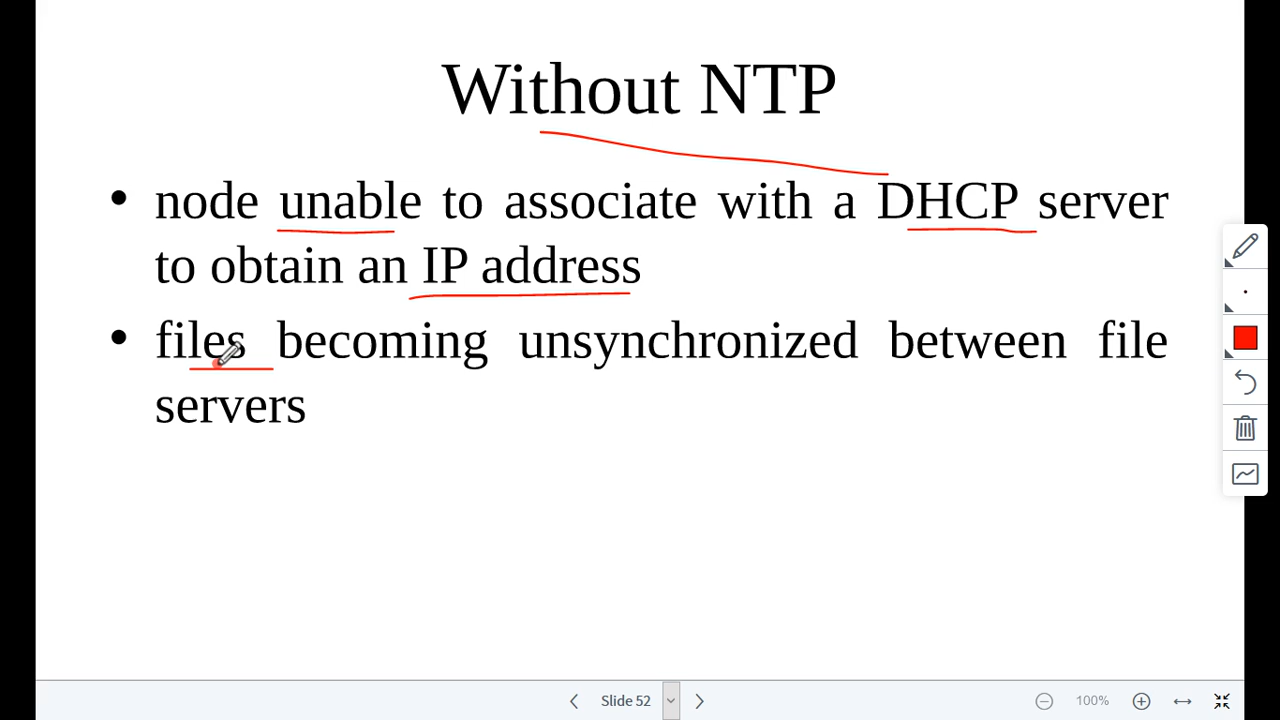 Without NTP
• node unable to associate with a DHCP server
to obtain an IP address
• files becoming unsynchronized between file
servers
Slide 52
100%